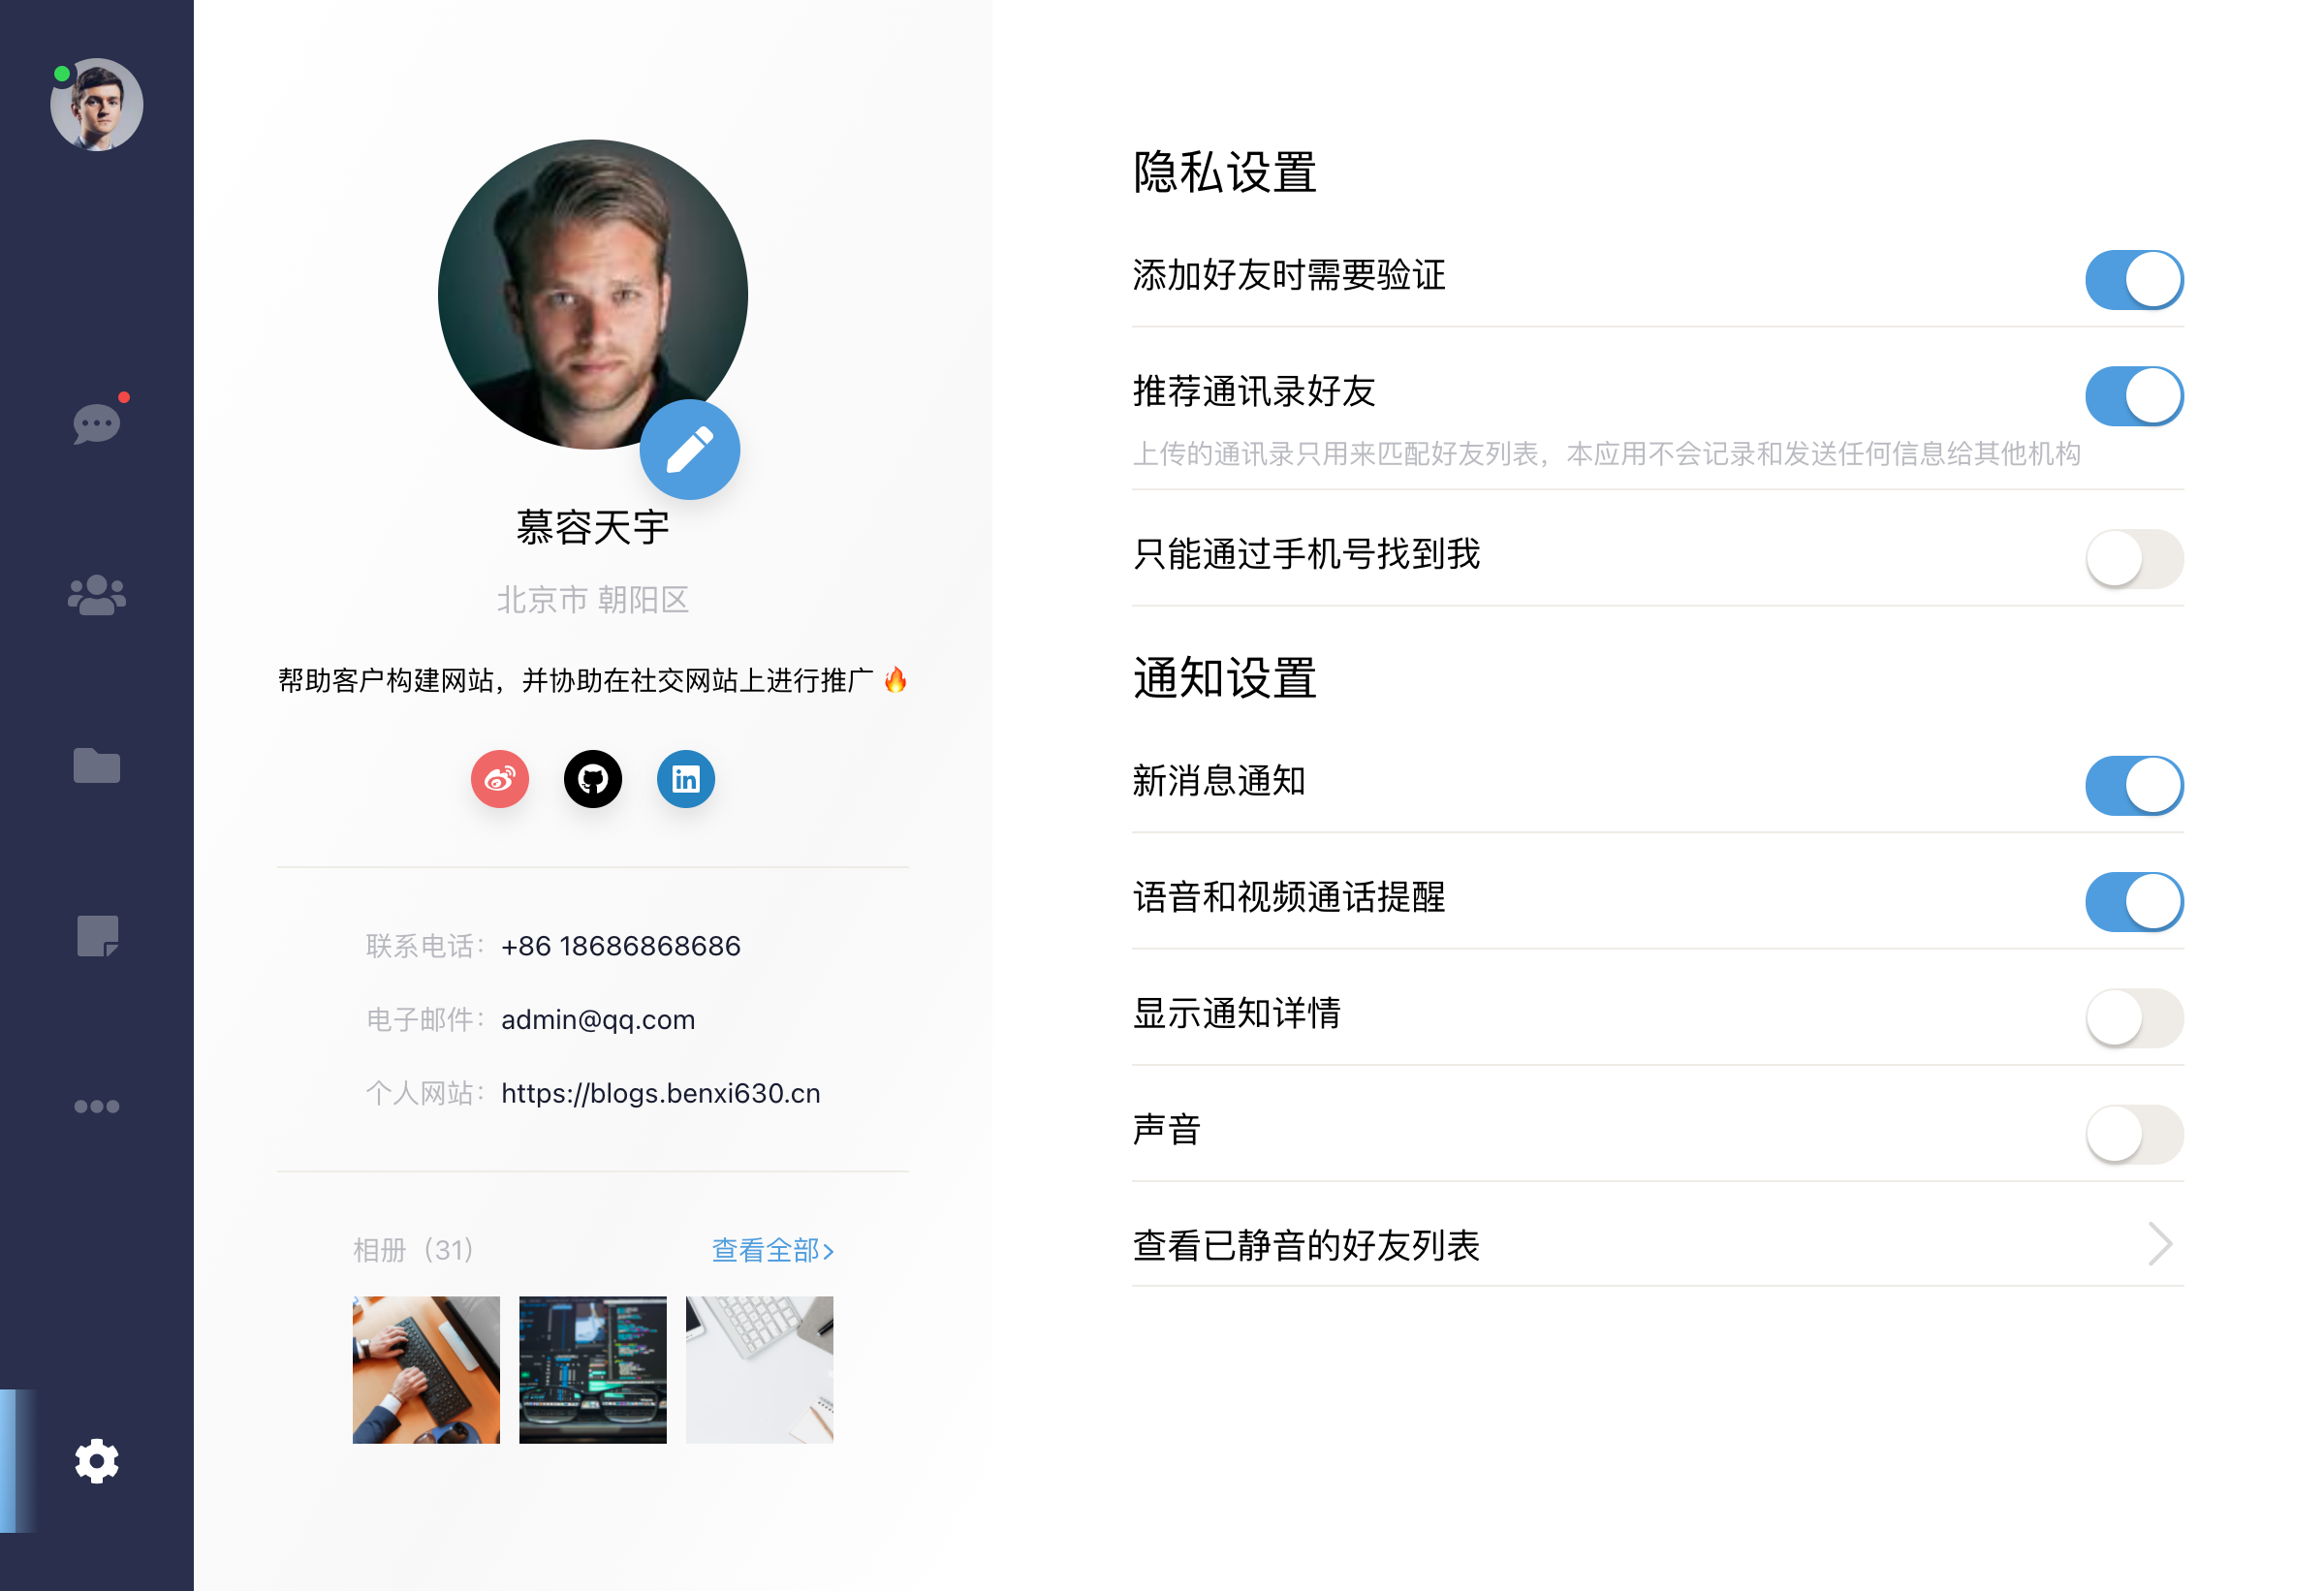 慕容天宇
北京市 朝阳区
帮助客户构建网站，并协助在社交网站上进行推广 🔥
in
联系电话：+86 18686868686
电子邮件：admin@qq.com
个人网站：https://blogs.benxi630.cn
相册（31）
查看全部>
隐私设置
添加好友时需要验证
推荐通讯录好友
上传的通讯录只用来匹配好友列表，本应用不会记录和发送任何信息给其他机构
只能通过手机号找到我
通知设置
新消息通知
语音和视频通话提醒
显示通知详情
声音
查看已静音的好友列表